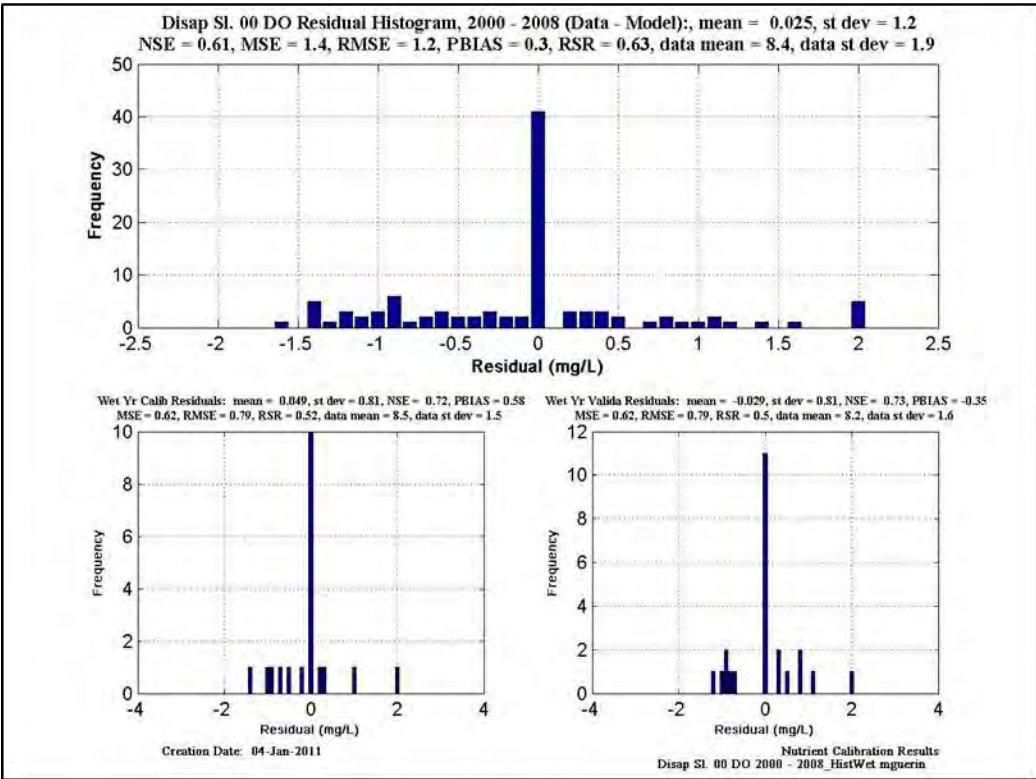 Disap Sl. 00 DO Residual Histogram, 2000 - 2008 (Data - Model):, mean = 0.025, st dev = 1.2
NSE = 0.61, MSE = 1.4, RMSE = 1.2, PBIAS = 0.3, RSR = 0.63, data mean = 8.4, data st dev = 1.9
50
40
30
20
10
0
Frequency
-2.5 -2 -1.5 -1 -0.5 0 0.5 1 1.5 2 2.5
Residual (mg/L)
Wet Yr Calib Residuals: mean = 0.049, st dev = 0.81, NSE = 0.72, PBIAS = 0.58
MSE = 0.62, RMSE = 0.79, RSR = 0.52, data mean = 8.5, data st dev = 1.5
10
8
6
4
2
0
Frequency
-4 -2 0 2 4
Residual (mg/L)
Wet Yr Valida Residuals: mean = -0.029, st dev = 0.81, NSE = 0.73, PBIAS = -0.35
MSE = 0.62, RMSE = 0.79, RSR = 0.5, data mean = 8.2, data st dev = 1.6
12
10
8
6
4
2
0
Frequency
-4 -2 0 2 4
Residual (mg/L)
Creation Date: 04-Jan-2011
Nutrient Calibration Results
Disap Sl. 00 DO 2000 - 2008_HistWet mguerin